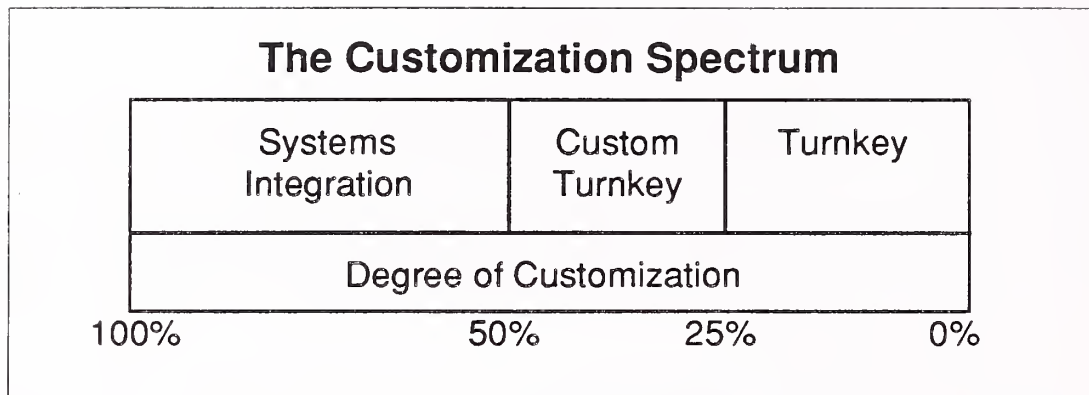 The Customization Spectrum
Systems
Integration
Custom
Turnkey
Turnkey
Degree of Customization
100%
50%
25%
0%